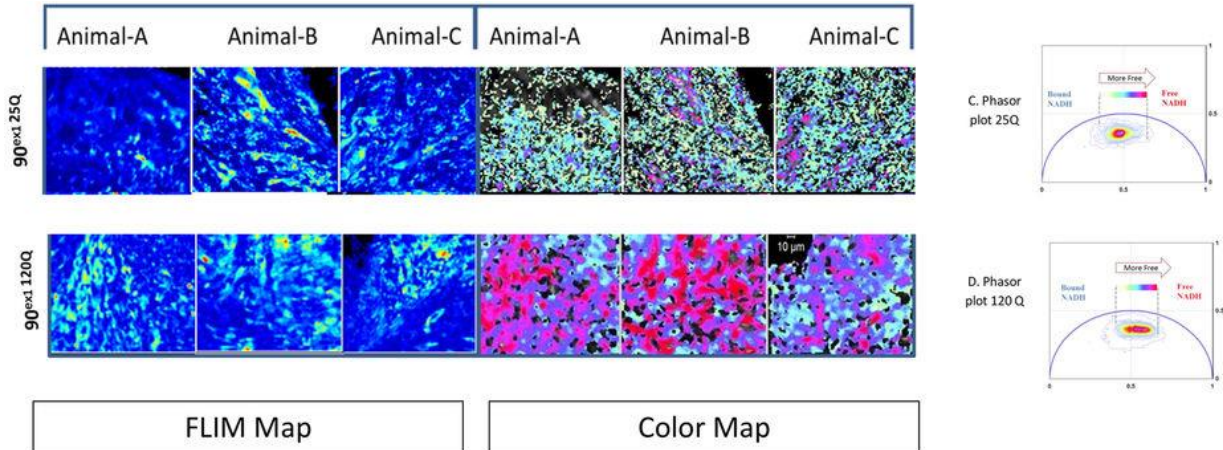 Animal-A Animal-B Animal-C Animal-A Animal-B Animal-C
90ex1 25Q
90ex1 120Q
10 µm
FLIM Map
Color Map
C. Phasor
plot 25Q
More Free
Bound
NADH
Free
NADH
1
0.5
0
0.5
1
D. Phasor
plot 120 Q
More Free
Bound
NADH
Free
NADH
1
0.5
0
0.5
1